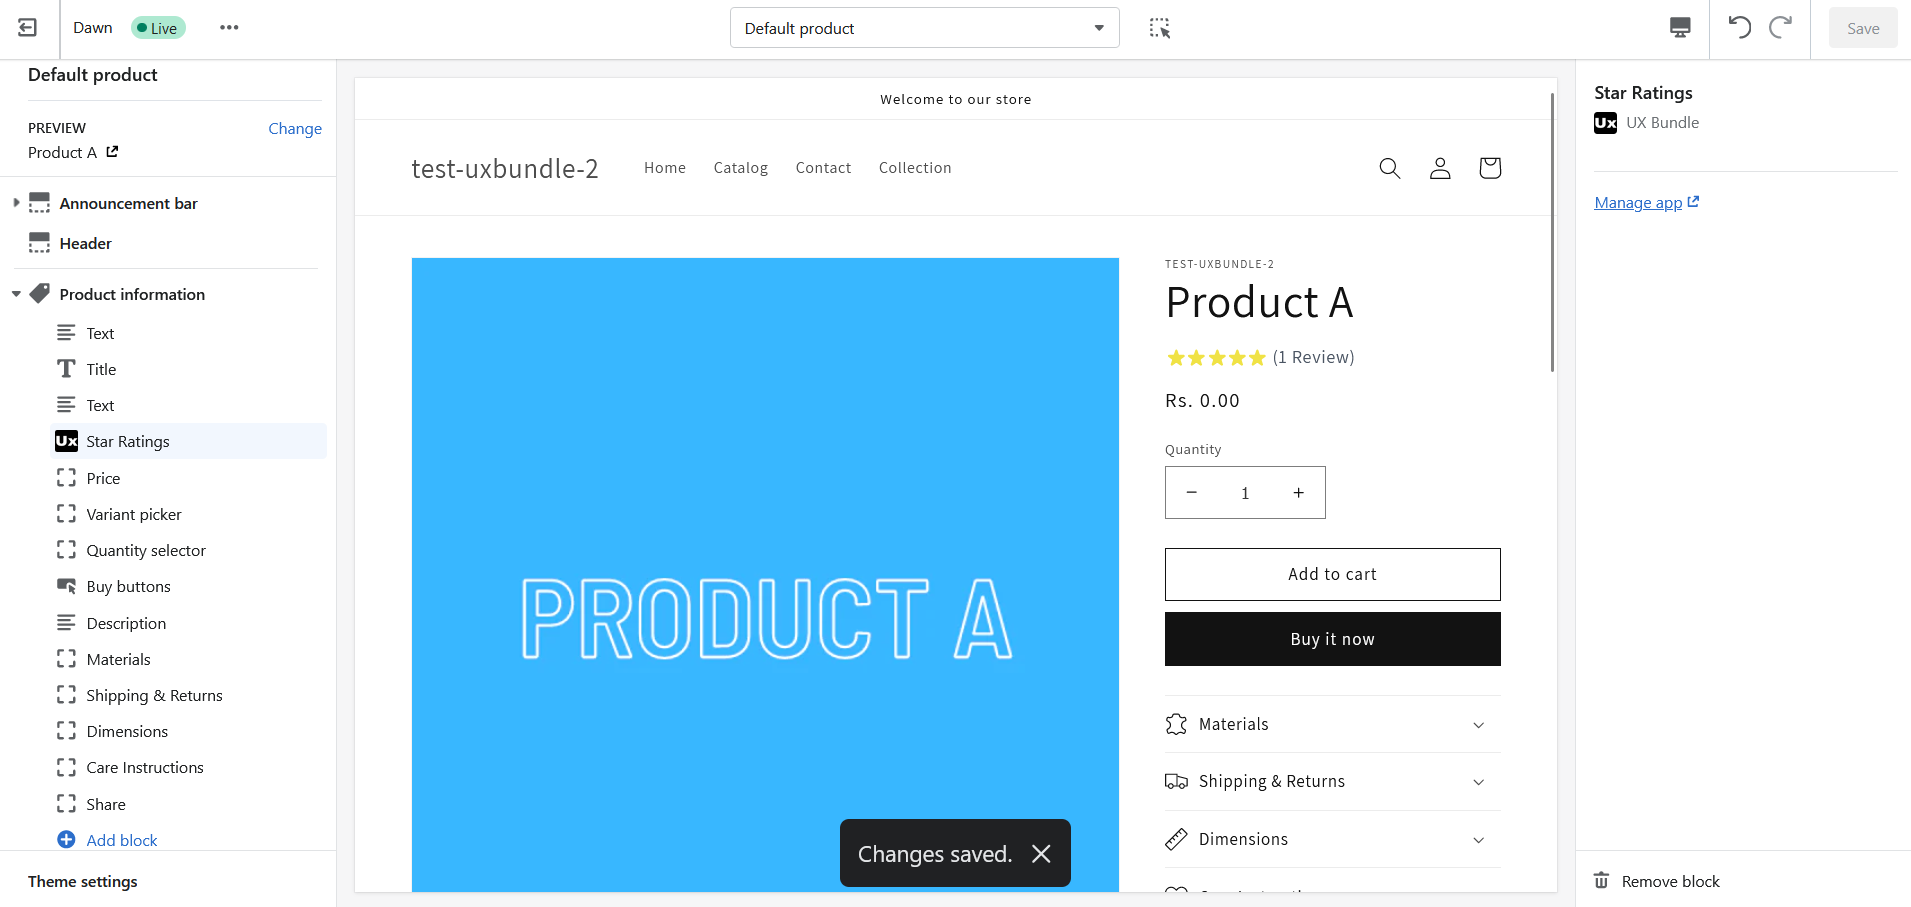 Dawn
Live
Default product
Save
Default product
PREVIEW
Change
Product A
Announcement bar
Header
Product information
Text
Title
Text
Ux Star Ratings
Price
Variant picker
Quantity selector
Buy buttons
Description
Materials
Shipping & Returns
Dimensions
Care Instructions
Share
Add block
Theme settings
Welcome to our store
test-uxbundle-2
Home
Catalog
Contact
Collection
PRODUCT A
TEST-UXBUNDLE-2
Product A
(1 Review)
Rs. 0.00
Quantity
− 1 +
Add to cart
Buy it now
Materials
Shipping & Returns
Dimensions
Changes saved.
Star Ratings
Ux UX Bundle
Manage app
Remove block